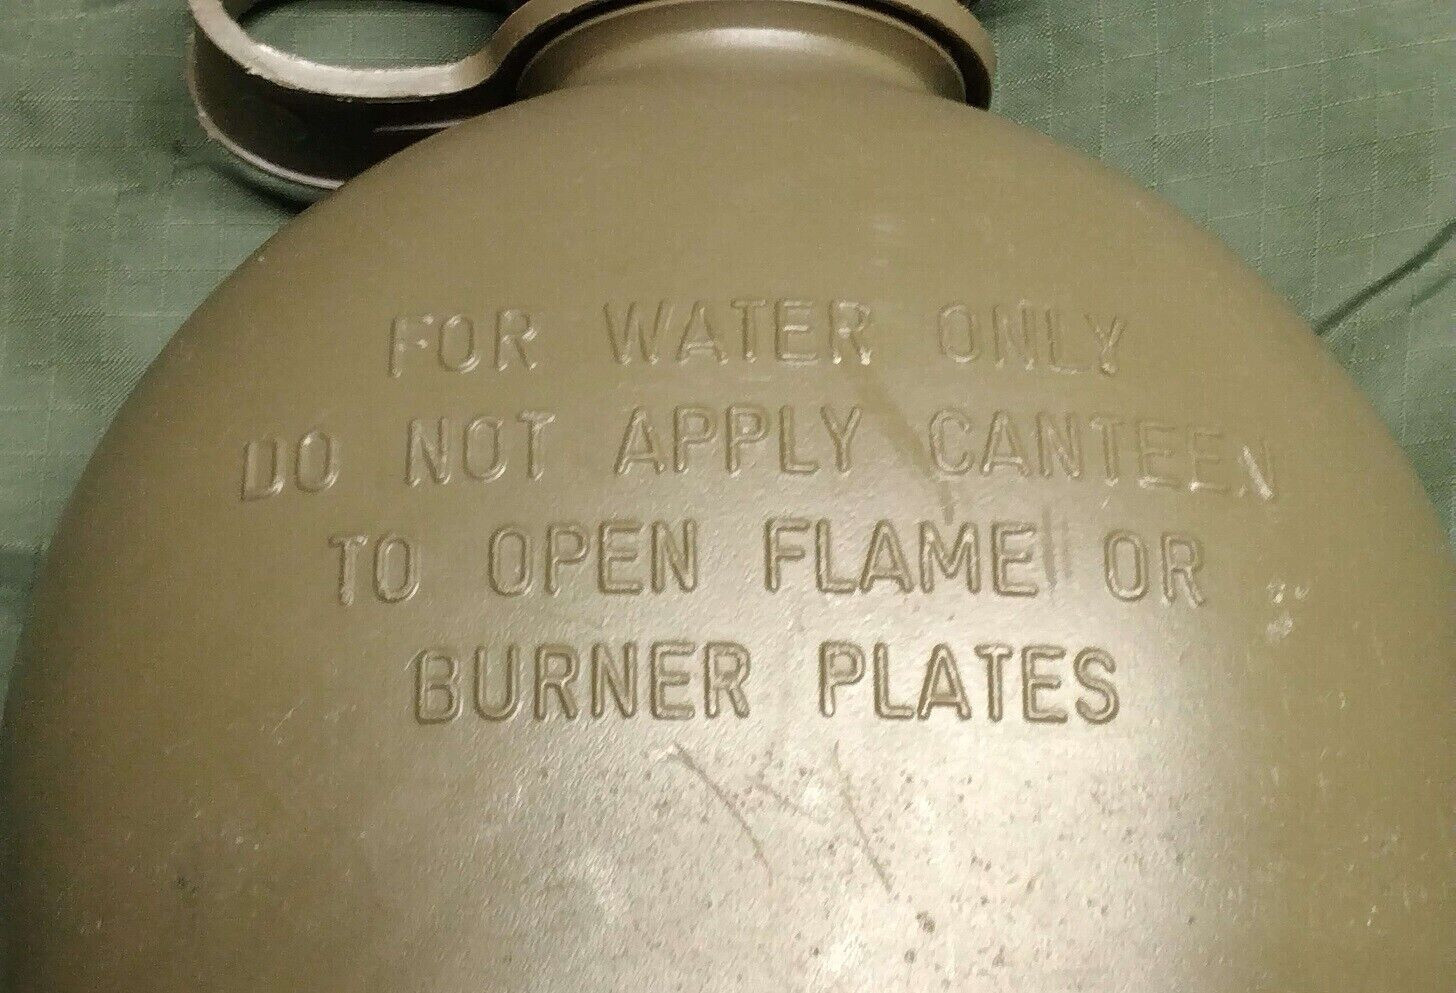 FOR WATER ONLY
DO NOT APPLY CANTEEN
TO OPEN FLAME OR
BURNER PLATES